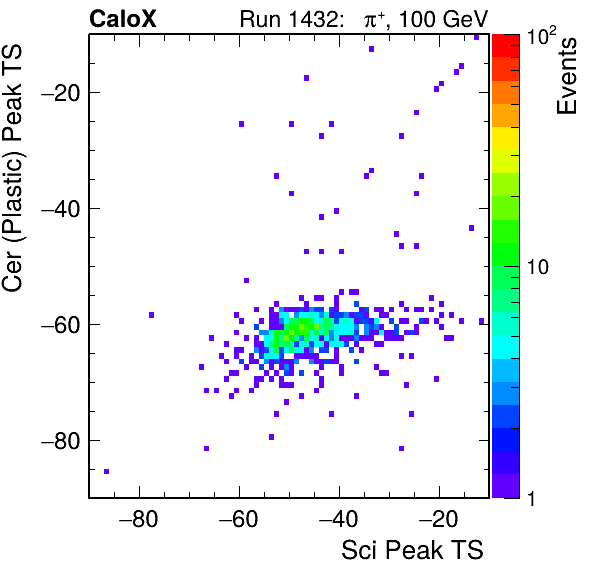 CaloX Run 1432: π⁺, 100 GeV
Cer (Plastic) Peak TS
−20
−40
−60
−80
−80 −60 −40 −20
Sci Peak TS
10²
10
1
Events